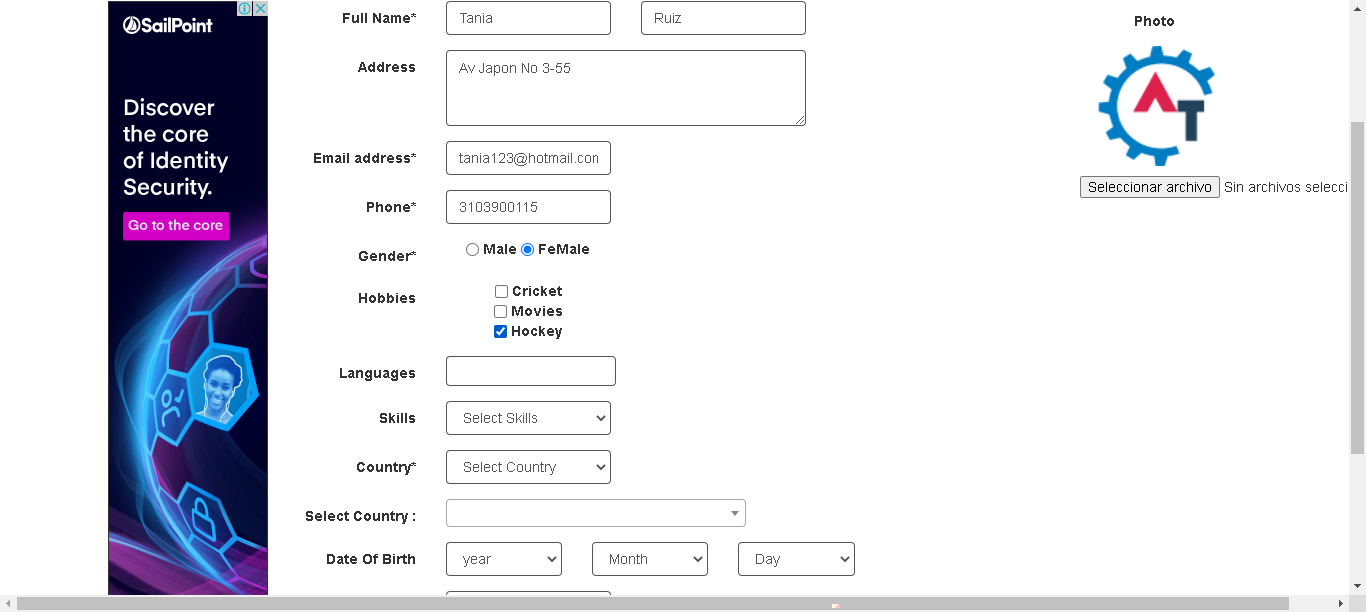 SailPoint
Discover
the core
of Identity
Security.
Go to the core
Full Name*
Tania
Ruiz
Address
Av Japon No 3-55
Email address*
tania123@hotmail.con
Phone*
3103900115
Gender*
Male
FeMale
Hobbies
Cricket
Movies
Hockey
Languages
Skills
Select Skills
Country*
Select Country
Select Country :
Date Of Birth
year
Month
Day
Photo
AT
Seleccionar archivo
Sin archivos selecci